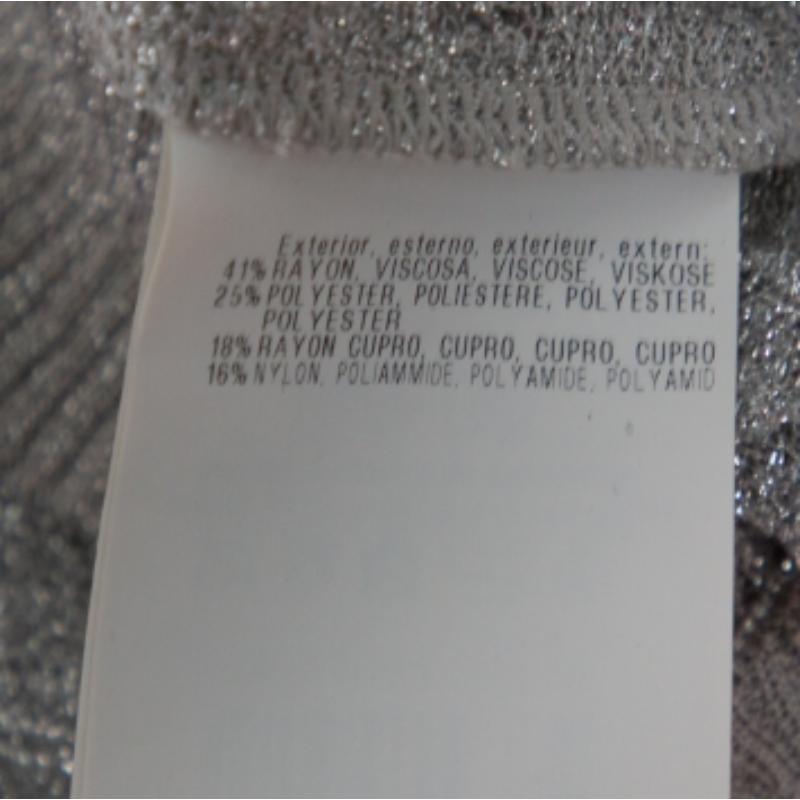 Exterior, esterno, exterieur, extern:
41% RAYON, VISCOSA, VISCOSE, VISKOSE
25% POLYESTER, POLIESTERE, POLYESTER,
POLYESTER
18% RAYON CUPRO, CUPRO, CUPRO, CUPRO
16% NYLON, POLIAMMIDE, POLYAMIDE, POLYAMID